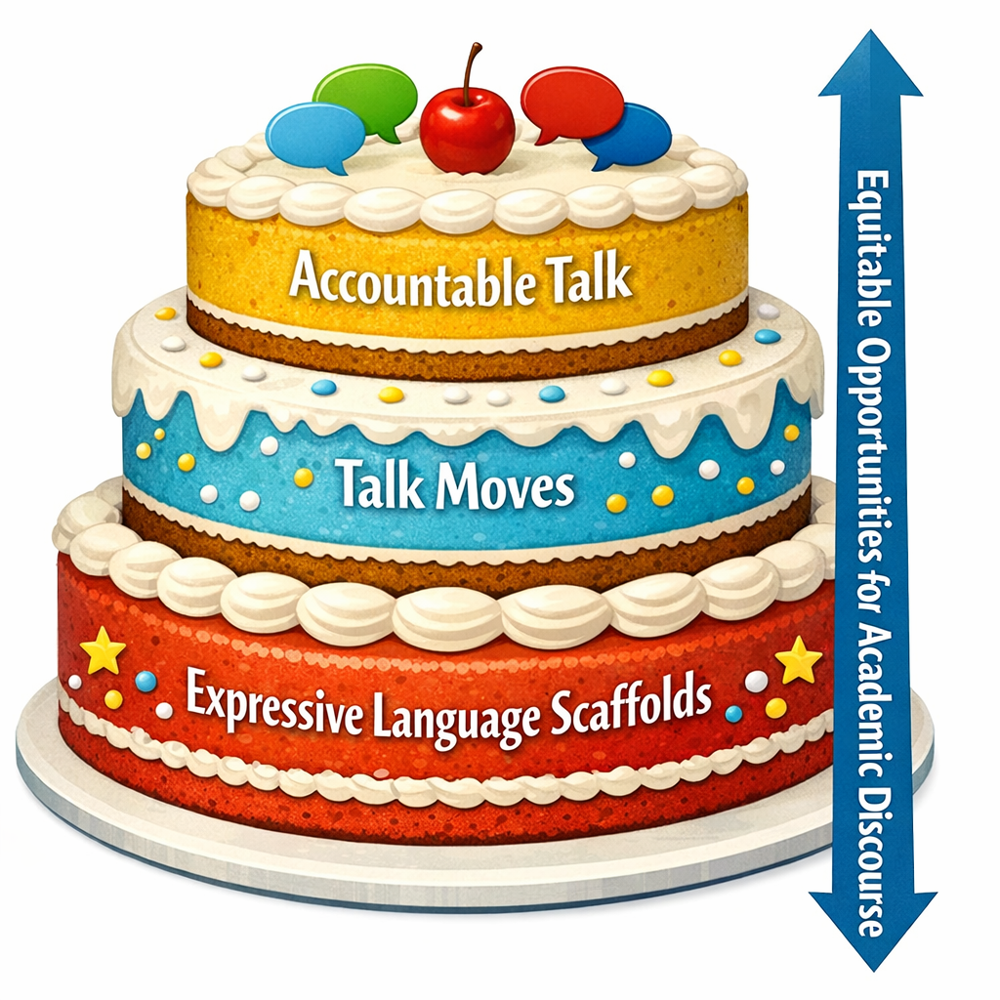 Accountable Talk
Talk Moves
Expressive Language Scaffolds
Equitable Opportunities for Academic Discourse